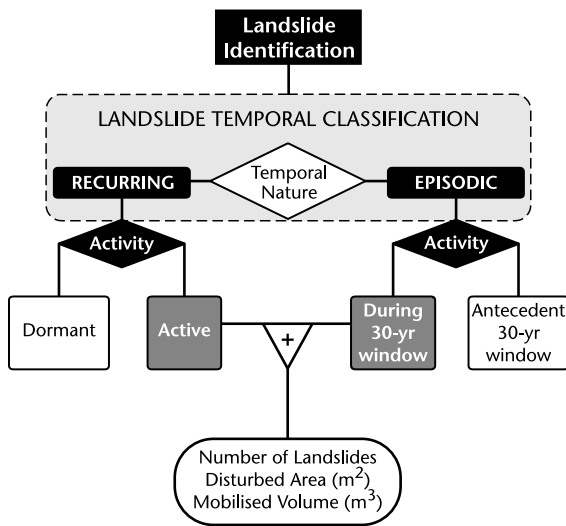 Landslide
Identification
LANDSLIDE TEMPORAL CLASSIFICATION
RECURRING
Temporal
Nature
EPISODIC
Activity
Activity
Dormant
Active
+
During
30-yr
window
Antecedent
30-yr
window
Number of Landslides
Disturbed Area (m²)
Mobilised Volume (m³)